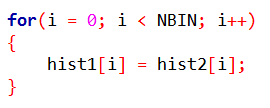 for(i = 0; i < NBIN; i++)
{
    hist1[i] = hist2[i];
}